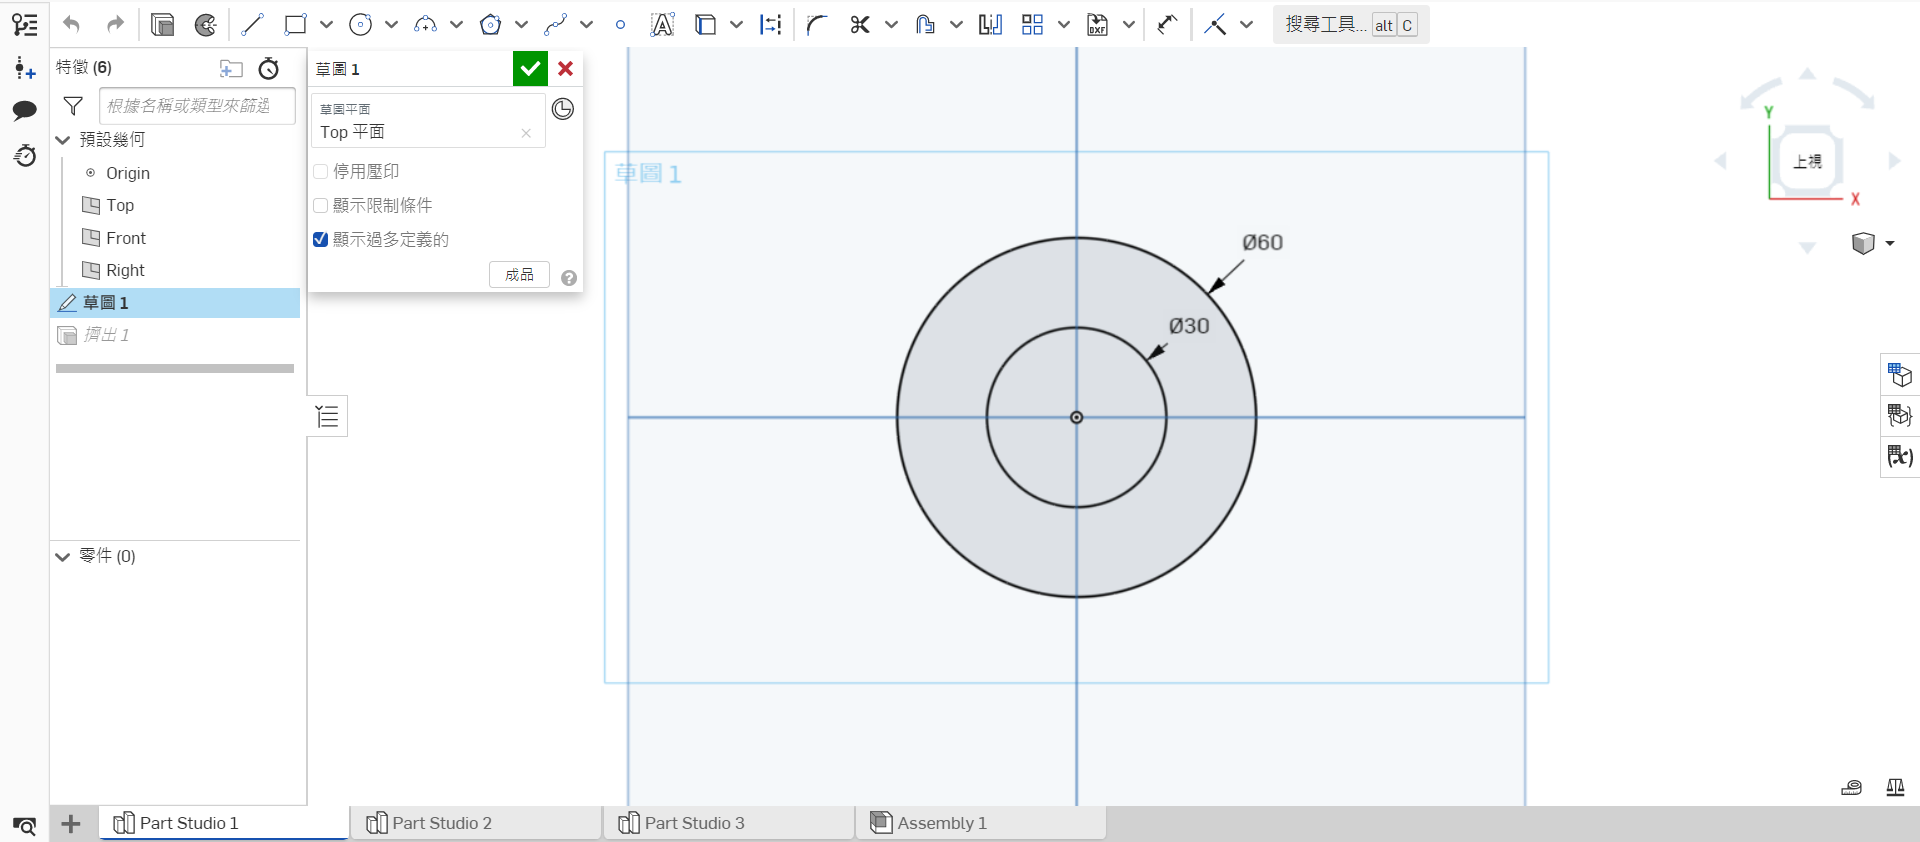 搜尋工具... alt C
特徵 (6)
根據名稱或類型來篩選
預設幾何
Origin
Top
Front
Right
草圖 1
擠出 1
零件 (0)
草圖 1
草圖平面
Top 平面
停用壓印
顯示限制條件
顯示過多定義的
成品
草圖 1
Ø60
Ø30
Y
上視
X
DXF
Part Studio 1
Part Studio 2
Part Studio 3
Assembly 1